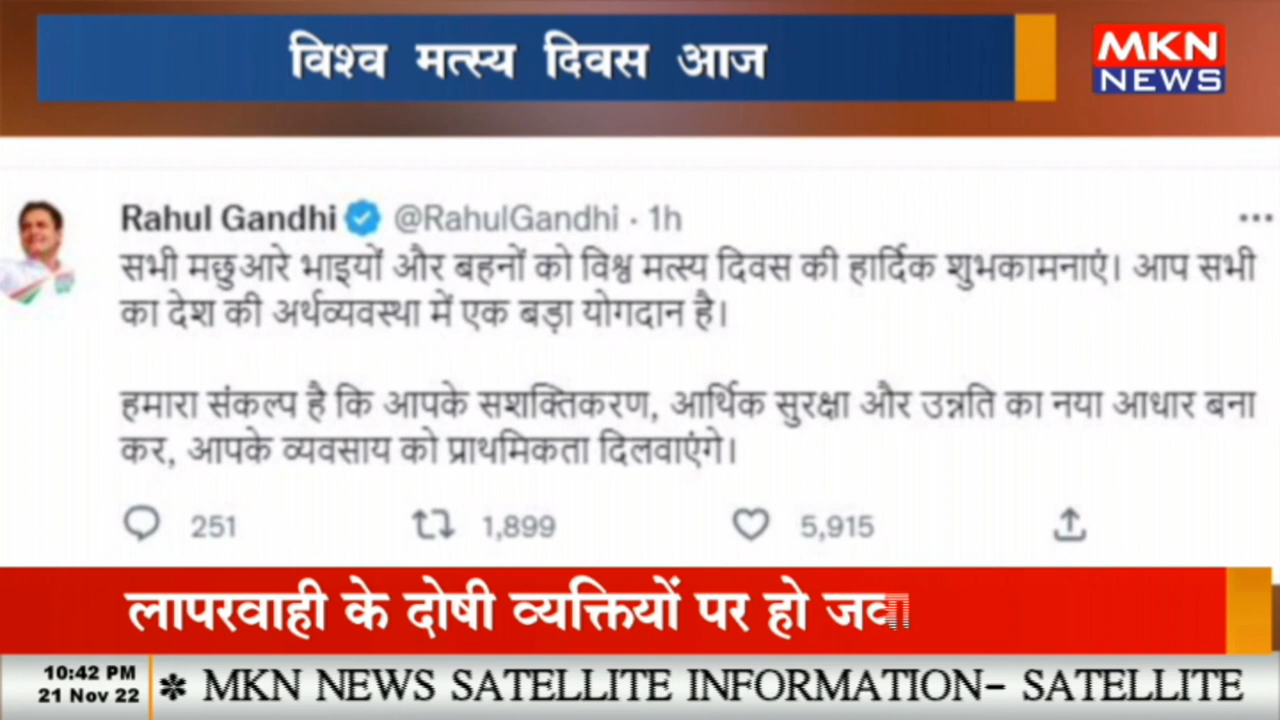 विश्व मत्स्य दिवस आज
MKN
NEWS
Rahul Gandhi @RahulGandhi · 1h
सभी मछुआरे भाइयों और बहनों को विश्व मत्स्य दिवस की हार्दिक शुभकामनाएं। आप सभी
का देश की अर्थव्यवस्था में एक बड़ा योगदान है।
हमारा संकल्प है कि आपके सशक्तिकरण, आर्थिक सुरक्षा और उन्नति का नया आधार बना
कर, आपके व्यवसाय को प्राथमिकता दिलवाएंगे।
251 1,899 5,915
लापरवाही के दोषी व्यक्तियों पर हो जवा
10:42 PM
21 Nov 22
* MKN NEWS SATELLITE INFORMATION- SATELLITE